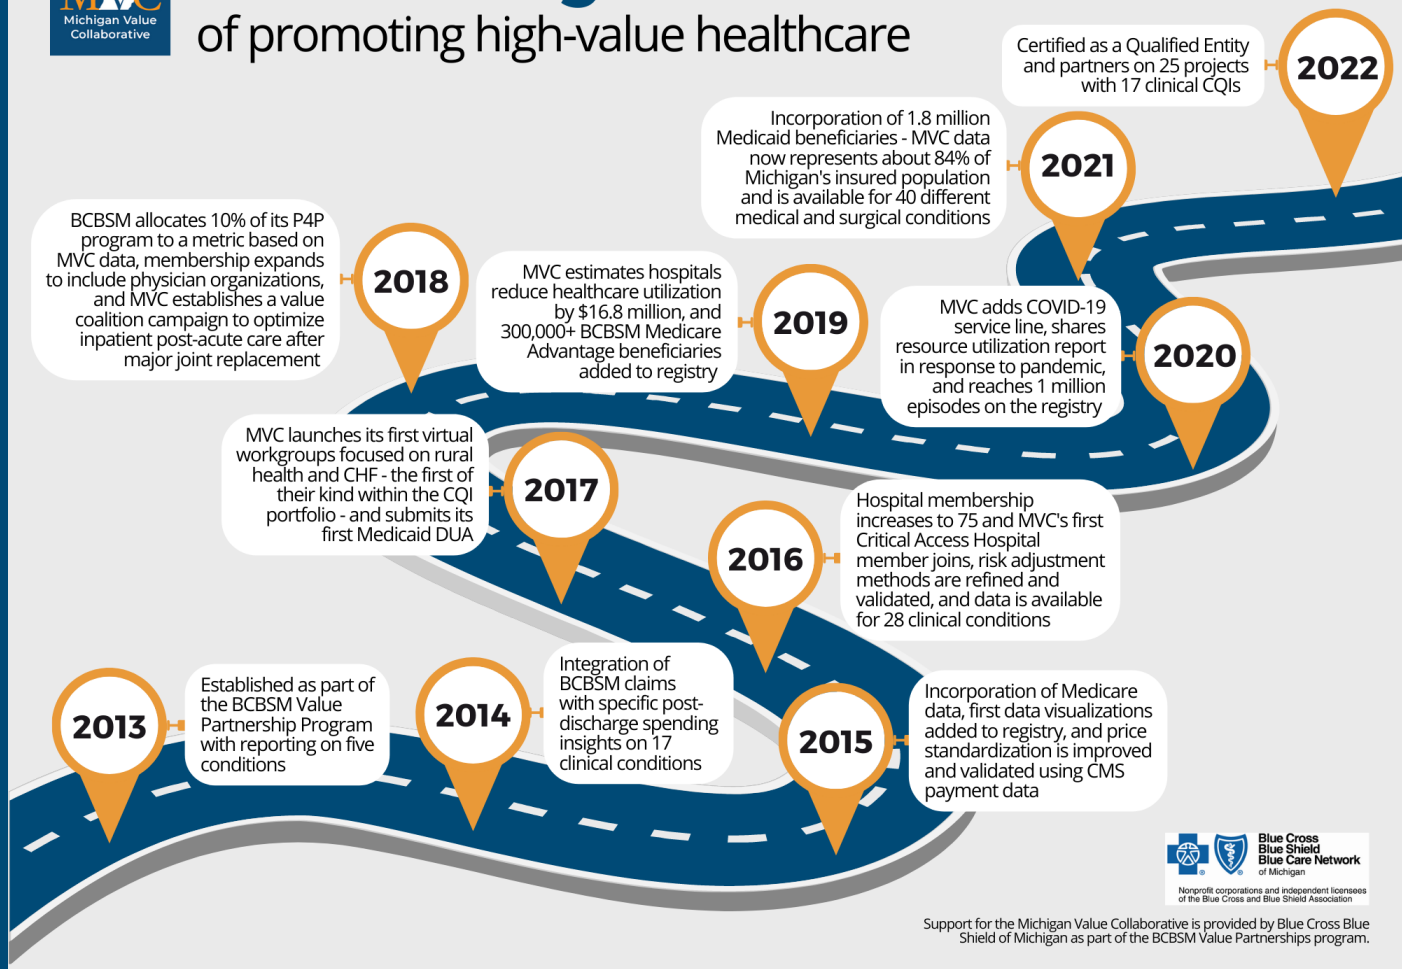 MVC
Michigan Value
Collaborative
of promoting high-value healthcare
Certified as a Qualified Entity
and partners on 25 projects
with 17 clinical CQIs
2022
Incorporation of 1.8 million
Medicaid beneficiaries - MVC data
now represents about 84% of
Michigan's insured population
and is available for 40 different
medical and surgical conditions
2021
BCBSM allocates 10% of its P4P
program to a metric based on
MVC data, membership expands
to include physician organizations,
and MVC establishes a value
coalition campaign to optimize
inpatient post-acute care after
major joint replacement
2018
MVC estimates hospitals
reduce healthcare utilization
by $16.8 million, and
300,000+ BCBSM Medicare
Advantage beneficiaries
added to registry
2019
MVC adds COVID-19
service line, shares
resource utilization report
in response to pandemic,
and reaches 1 million
episodes on the registry
2020
MVC launches its first virtual
workgroups focused on rural
health and CHF - the first of
their kind within the CQI
portfolio - and submits its
first Medicaid DUA
2017
2016
Hospital membership
increases to 75 and MVC's first
Critical Access Hospital
member joins, risk adjustment
methods are refined and
validated, and data is available
for 28 clinical conditions
2013
Established as part of
the BCBSM Value
Partnership Program
with reporting on five
conditions
2014
Integration of
BCBSM claims
with specific post-
discharge spending
insights on 17
clinical conditions
2015
Incorporation of Medicare
data, first data visualizations
added to registry, and price
standardization is improved
and validated using CMS
payment data
Blue Cross
Blue Shield
Blue Care Network
of Michigan
Nonprofit corporations and independent licensees
of the Blue Cross and Blue Shield Association
Support for the Michigan Value Collaborative is provided by Blue Cross Blue
Shield of Michigan as part of the BCBSM Value Partnerships program.